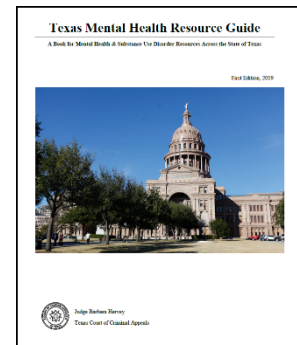 Texas Mental Health Resource Guide
A Book for Mental Health & Substance Use Disorder Resources Across the State of Texas
First Edition, 2019
Judge Barbara Hervey
Texas Court of Criminal Appeals